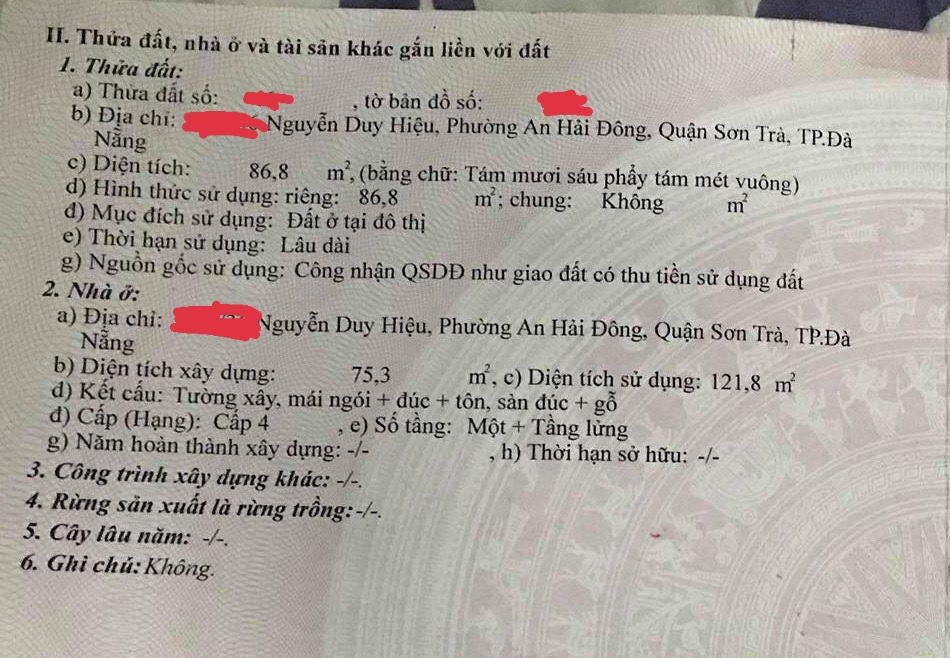 II. Thửa đất, nhà ở và tài sản khác gắn liền với đất
1. Thửa đất:
a) Thửa đất số: , tờ bản đồ số:
b) Địa chỉ: Nguyễn Duy Hiệu, Phường An Hải Đông, Quận Sơn Trà, TP.Đà
Nẵng
c) Diện tích: 86,8 m², (bằng chữ: Tám mươi sáu phẩy tám mét vuông)
d) Hình thức sử dụng: riêng: 86,8 m²; chung: Không m²
đ) Mục đích sử dụng: Đất ở tại đô thị
e) Thời hạn sử dụng: Lâu dài
g) Nguồn gốc sử dụng: Công nhận QSDĐ như giao đất có thu tiền sử dụng đất
2. Nhà ở:
a) Địa chỉ: Nguyễn Duy Hiệu, Phường An Hải Đông, Quận Sơn Trà, TP.Đà
Nẵng
b) Diện tích xây dựng: 75,3 m², c) Diện tích sử dụng: 121,8 m²
d) Kết cấu: Tường xây, mái ngói + đúc + tôn, sàn đúc + gỗ
đ) Cấp (Hạng): Cấp 4 , e) Số tầng: Một + Tầng lửng
g) Năm hoàn thành xây dựng: -/- , h) Thời hạn sở hữu: -/-
3. Công trình xây dựng khác: -/-.
4. Rừng sản xuất là rừng trồng: -/-.
5. Cây lâu năm: -/-.
6. Ghi chú: Không.